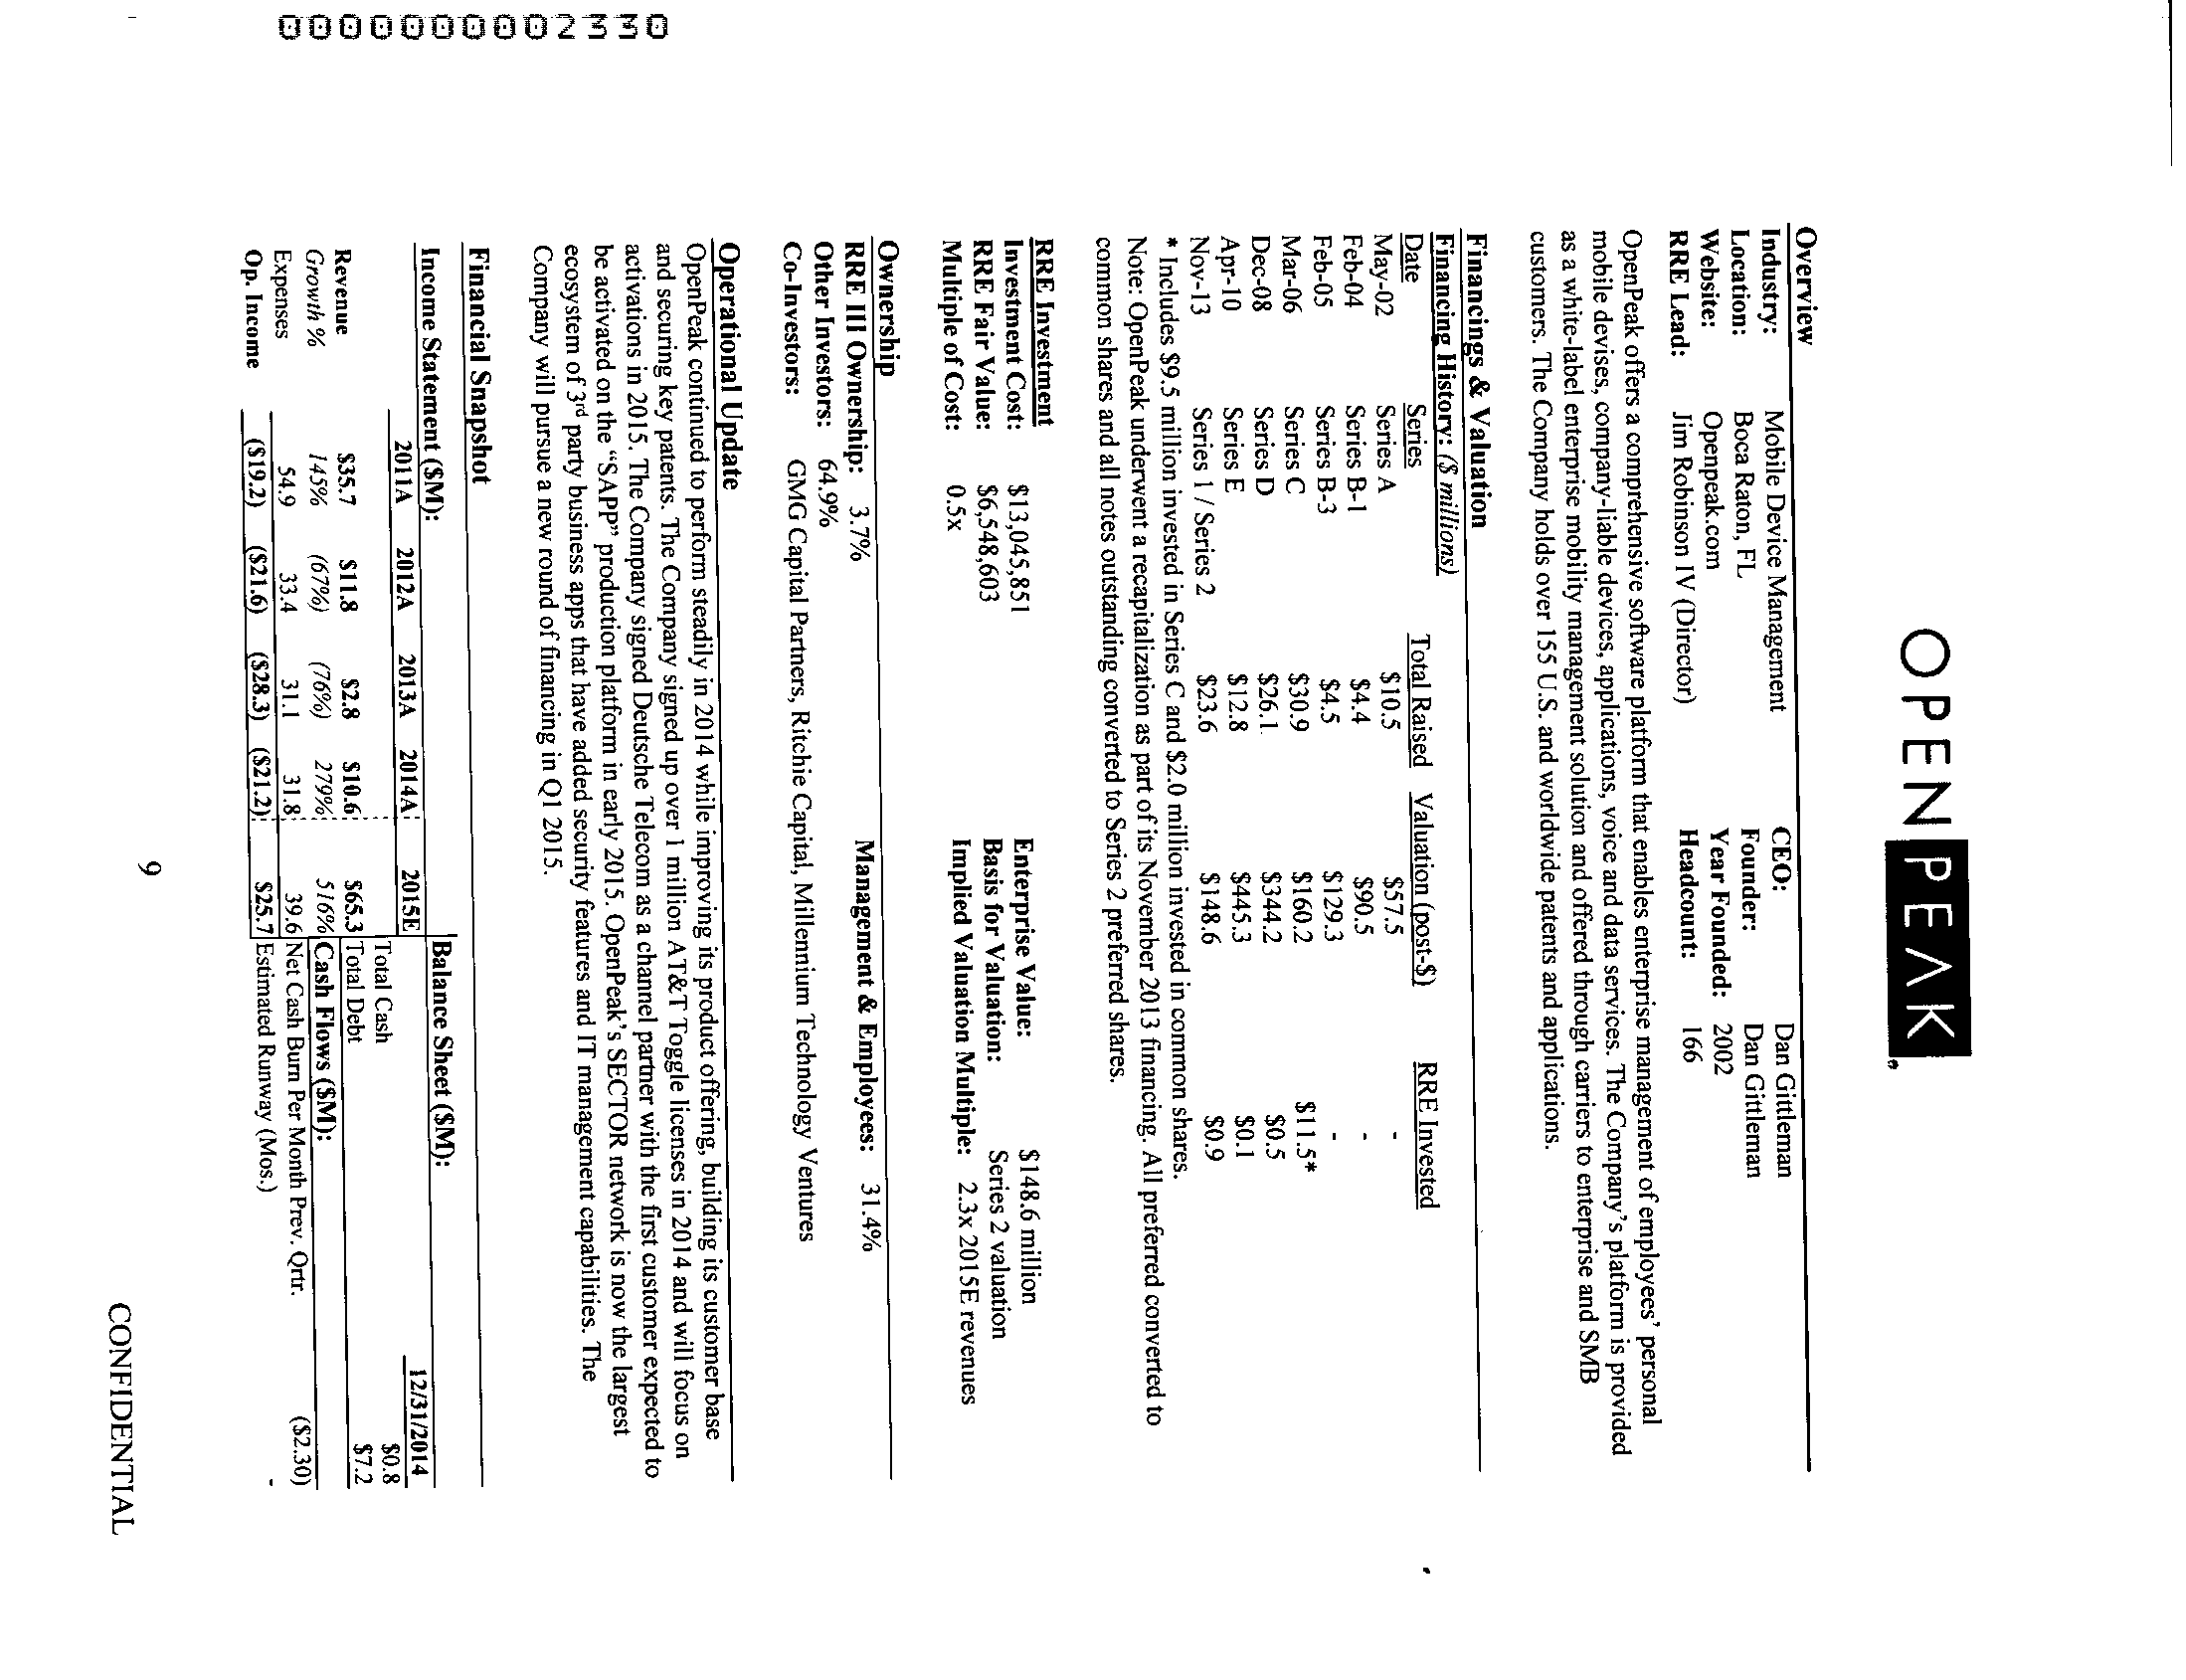 OPENPEAK
Overview
Industry: Mobile Device Management CEO: Dan Gittleman
Location: Boca Raton, FL Founder: Dan Gittleman
Website: Openpeak.com Year Founded: 2002
RRE Lead: Jim Robinson IV (Director) Headcount: 166
OpenPeak offers a comprehensive software platform that enables enterprise management of employees' personal
mobile devises, company-liable devices, applications, voice and data services. The Company's platform is provided
as a white-label enterprise mobility management solution and offered through carriers to enterprise and SMB
customers. The Company holds over 155 U.S. and worldwide patents and applications.
Financings & Valuation
Financing History: ($ millions)
Date Series Total Raised Valuation (post-$) RRE Invested
May-02 Series A $10.5 $57.5 -
Feb-04 Series B-1 $4.4 $90.5 -
Feb-05 Series B-3 $4.5 $129.3 -
Mar-06 Series C $30.9 $160.2 $11.5*
Dec-08 Series D $26.1 $344.2 $0.5
Apr-10 Series E $12.8 $445.3 $0.1
Nov-13 Series 1 / Series 2 $23.6 $148.6 $0.9
* Includes $9.5 million invested in Series C and $2.0 million invested in common shares.
Note: OpenPeak underwent a recapitalization as part of its November 2013 financing. All preferred converted to
common shares and all notes outstanding converted to Series 2 preferred shares.
RRE Investment
Investment Cost: $13,045,851 Enterprise Value: $148.6 million
RRE Fair Value: $6,548,603 Basis for Valuation: Series 2 valuation
Multiple of Cost: 0.5x Implied Valuation Multiple: 2.3x 2015E revenues
Ownership
RRE III Ownership: 3.7% Management & Employees: 31.4%
Other Investors: 64.9%
Co-Investors: GMG Capital Partners, Ritchie Capital, Millennium Technology Ventures
Operational Update
OpenPeak continued to perform steadily in 2014 while improving its product offering, building its customer base
and securing key patents. The Company signed up over 1 million AT&T Toggle licenses in 2014 and will focus on
activations in 2015. The Company signed Deutsche Telecom as a channel partner with the first customer expected to
be activated on the "SAPP" production platform in early 2015. OpenPeak's SECTOR network is now the largest
ecosystem of 3rd party business apps that have added security features and IT management capabilities. The
Company will pursue a new round of financing in Q1 2015.
Financial Snapshot
Income Statement ($M): Balance Sheet ($M):
2011A 2012A 2013A 2014A 2015E 12/31/2014
Total Cash $0.8
Revenue $35.7 $11.8 $2.8 $10.6 $65.3 Total Debt $7.2
Growth % 145% (67%) (76%) 279% 516% Cash Flows ($M):
Expenses 54.9 33.4 31.1 31.8 39.6 Net Cash Burn Per Month Prev. Qrtr. ($2.30)
Op. Income ($19.2) ($21.6) ($28.3) ($21.2) $25.7 Estimated Runway (Mos.) -
9
CONFIDENTIAL
0000000002330